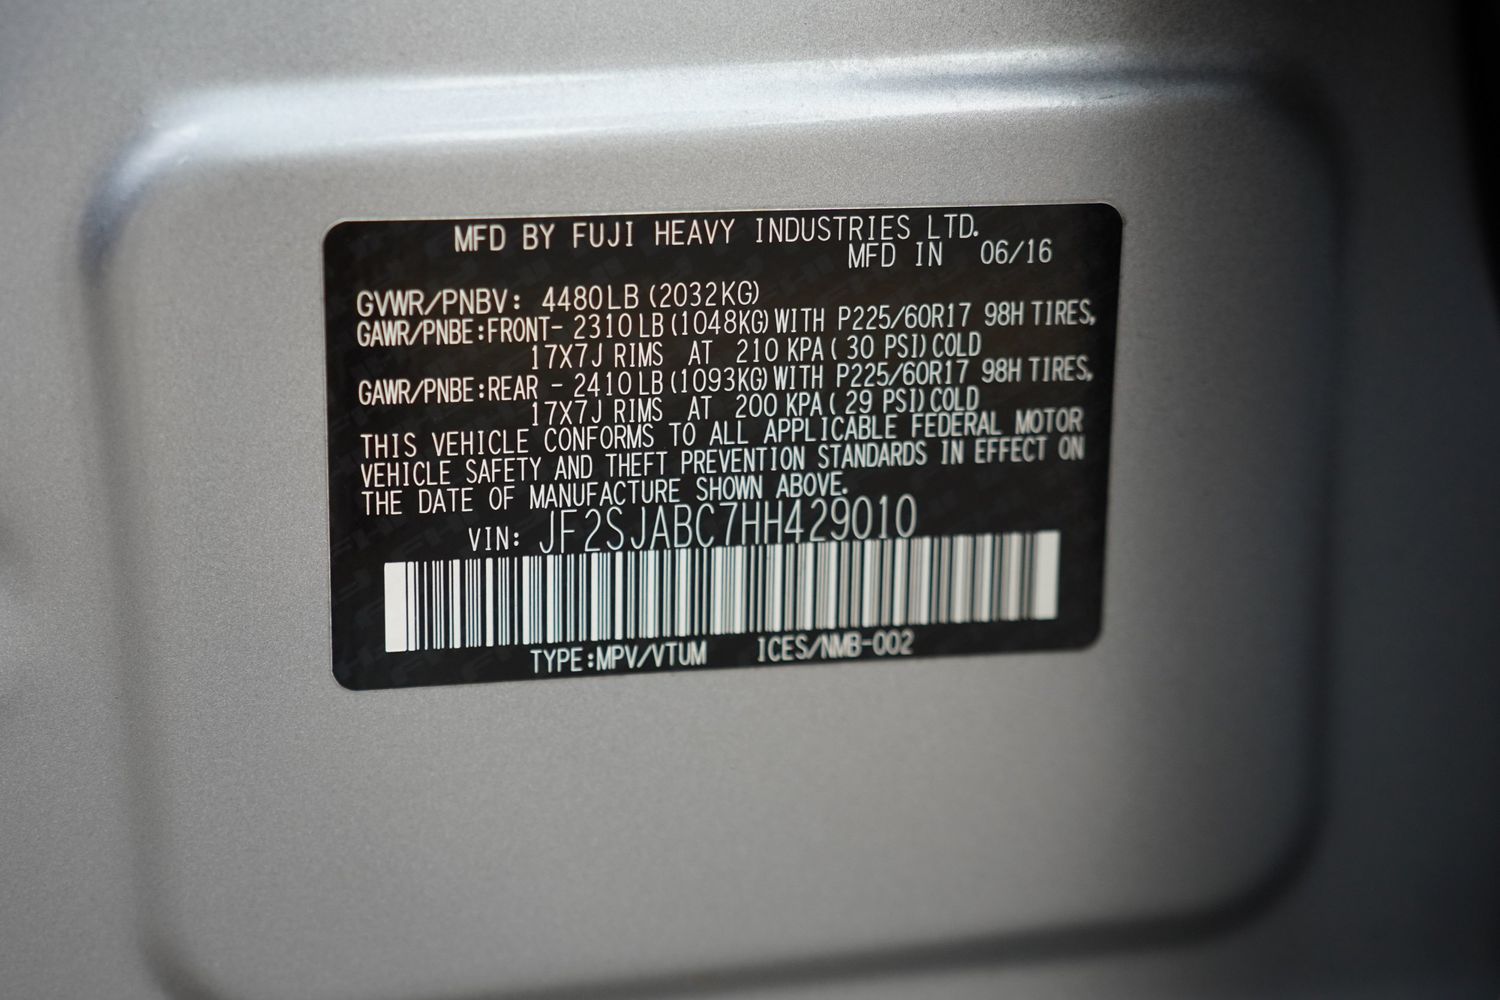 MFD BY FUJI HEAVY INDUSTRIES LTD.
MFD IN 06/16
GVWR/PNBV: 4480LB (2032KG)
GAWR/PNBE:FRONT- 2310 LB (1048KG) WITH P225/60R17 98H TIRES,
17X7J RIMS AT 210 KPA ( 30 PSI) COLD
GAWR/PNBE:REAR - 2410 LB (1093KG) WITH P225/60R17 98H TIRES,
17X7J RIMS AT 200 KPA ( 29 PSI) COLD
THIS VEHICLE CONFORMS TO ALL APPLICABLE FEDERAL MOTOR
VEHICLE SAFETY AND THEFT PREVENTION STANDARDS IN EFFECT ON
THE DATE OF MANUFACTURE SHOWN ABOVE.
VIN: JF2SJABC7HH429010
TYPE:MPV/VTUM ICES/NMB-002